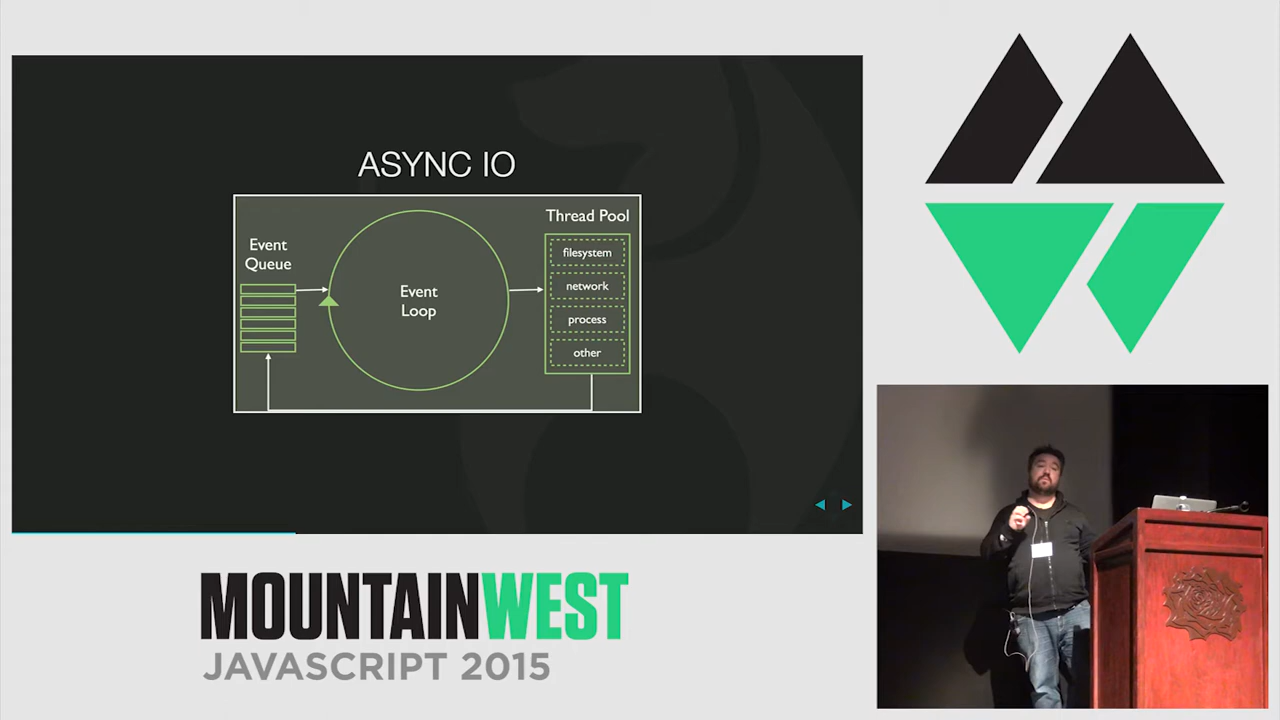 ASYNC IO
Event
Queue
Event
Loop
Thread Pool
filesystem
network
process
other
MOUNTAINWEST
JAVASCRIPT 2015